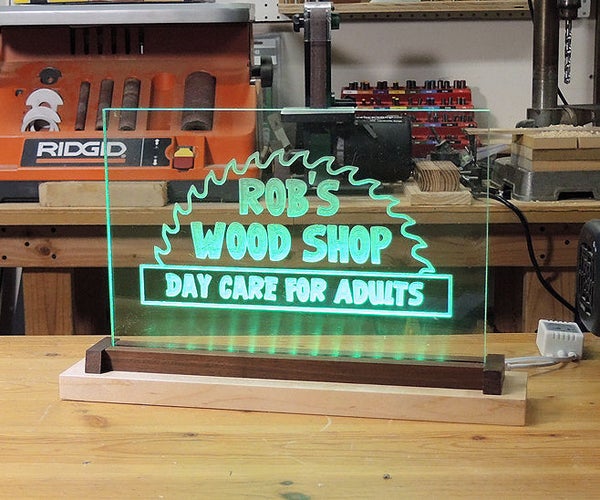 RIDGID
ROB'S
WOOD SHOP
DAY CARE FOR ADULTS